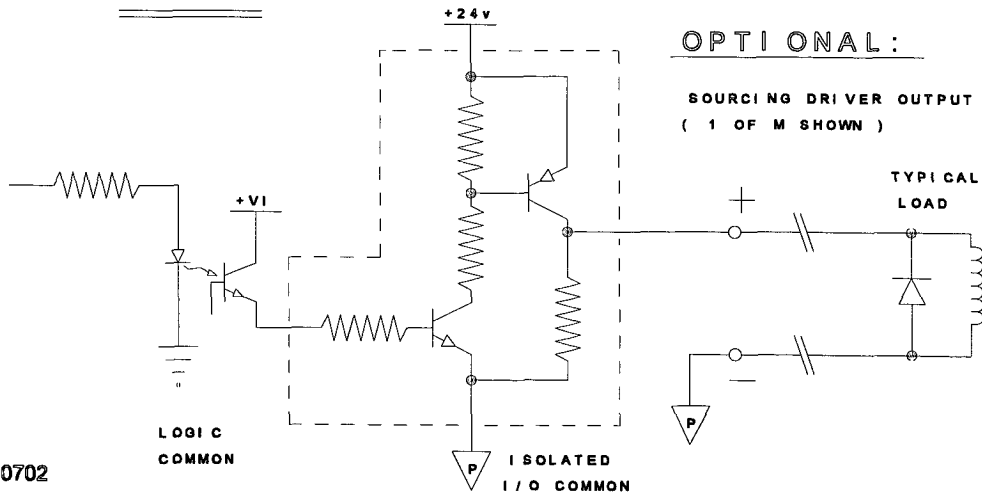 +24v
OPTIONAL:
SOURCING DRIVER OUTPUT
( 1 OF M SHOWN )
TYPICAL
LOAD
+VI
+
—
P
LOGIC
COMMON
P
ISOLATED
I/O COMMON
0702